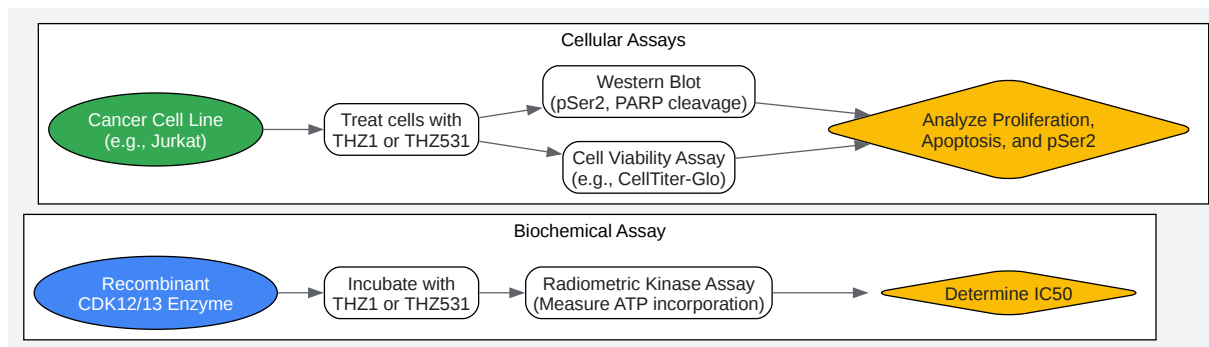 Cellular Assays
Cancer Cell Line
(e.g., Jurkat)
Treat cells with
THZ1 or THZ531
Western Blot
(pSer2, PARP cleavage)
Cell Viability Assay
(e.g., CellTiter-Glo)
Analyze Proliferation,
Apoptosis, and pSer2
Biochemical Assay
Recombinant
CDK12/13 Enzyme
Incubate with
THZ1 or THZ531
Radiometric Kinase Assay
(Measure ATP incorporation)
Determine IC50